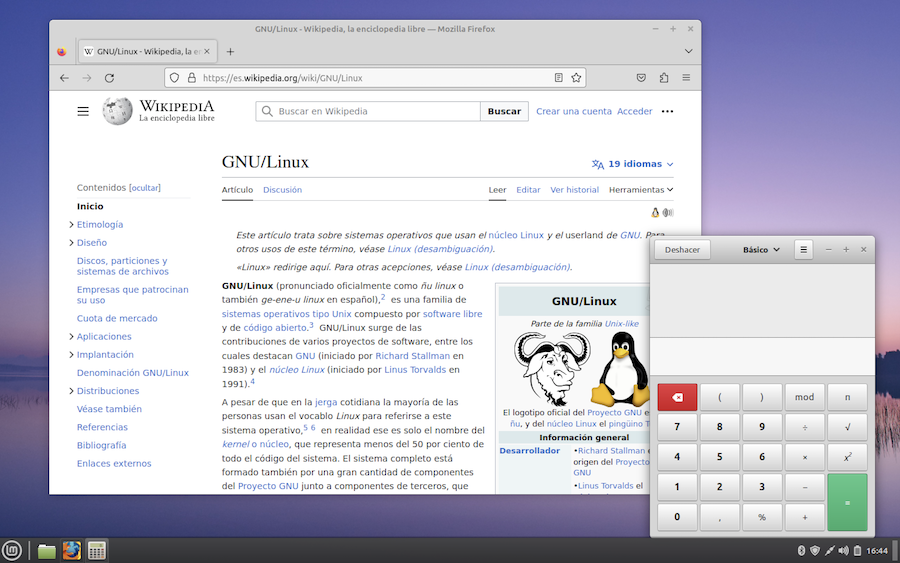 GNU/Linux - Wikipedia, la enciclopedia libre — Mozilla Firefox
GNU/Linux - Wikipedia, la e
https://es.wikipedia.org/wiki/GNU/Linux
WIKIPEDIA
La enciclopedia libre
Buscar en Wikipedia
Buscar
Crear una cuenta Acceder
GNU/Linux
19 idiomas
Artículo Discusión
Leer Editar Ver historial Herramientas
Contenidos [ocultar]
Inicio
Etimología
Diseño
Discos, particiones y
sistemas de archivos
Empresas que patrocinan
su uso
Cuota de mercado
Aplicaciones
Implantación
Denominación GNU/Linux
Distribuciones
Véase también
Referencias
Bibliografía
Enlaces externos
Este artículo trata sobre sistemas operativos que usan el núcleo Linux y el userland de GNU. Para
otros usos de este término, véase Linux (desambiguación).
«Linux» redirige aquí. Para otras acepciones, véase Linux (desambiguación).
GNU/Linux (pronunciado oficialmente como ñu linux o
también ge-ene-u linux en español),2 es una familia de
sistemas operativos tipo Unix compuesto por software libre
y de código abierto.3 GNU/Linux surge de las
contribuciones de varios proyectos de software, entre los
cuales destacan GNU (iniciado por Richard Stallman en
1983) y el núcleo Linux (iniciado por Linus Torvalds en
1991).4
A pesar de que en la jerga cotidiana la mayoría de las
personas usan el vocablo Linux para referirse a este
sistema operativo,5 6 en realidad ese es solo el nombre del
kernel o núcleo, que representa menos del 50 por ciento de
todo el código del sistema. El sistema completo está
formado también por una gran cantidad de componentes
del Proyecto GNU junto a componentes de terceros, que
GNU/Linux
Parte de la familia Unix-like
El logotipo oficial del Proyecto GNU e
ñu, y del núcleo Linux el pingüino T
Información general
Desarrollador
•Richard Stallman e
origen del Proyecto
GNU
•Linus Torvalds el
Deshacer
Básico
( ) mod π
7 8 9 ÷ √
4 5 6 × x²
1 2 3 −
=
0 , % +
16:44